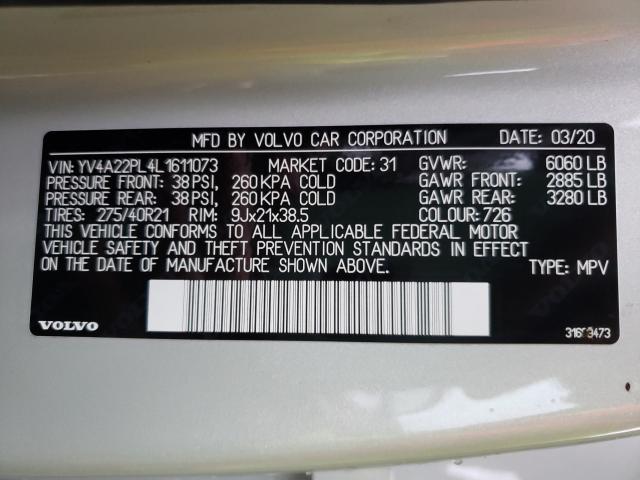 MFD BY VOLVO CAR CORPORATION DATE: 03/20
VIN: YV4A22PL4L1611073 MARKET CODE: 31 GVWR: 6060 LB
PRESSURE FRONT: 38 PSI, 260 KPA COLD GAWR FRONT: 2885 LB
PRESSURE REAR: 38 PSI, 260 KPA COLD GAWR REAR: 3280 LB
TIRES: 275/40R21 RIM: 9Jx21x38.5 COLOUR: 726
THIS VEHICLE CONFORMS TO ALL APPLICABLE FEDERAL MOTOR
VEHICLE SAFETY AND THEFT PREVENTION STANDARDS IN EFFECT
ON THE DATE OF MANUFACTURE SHOWN ABOVE. TYPE: MPV
VOLVO